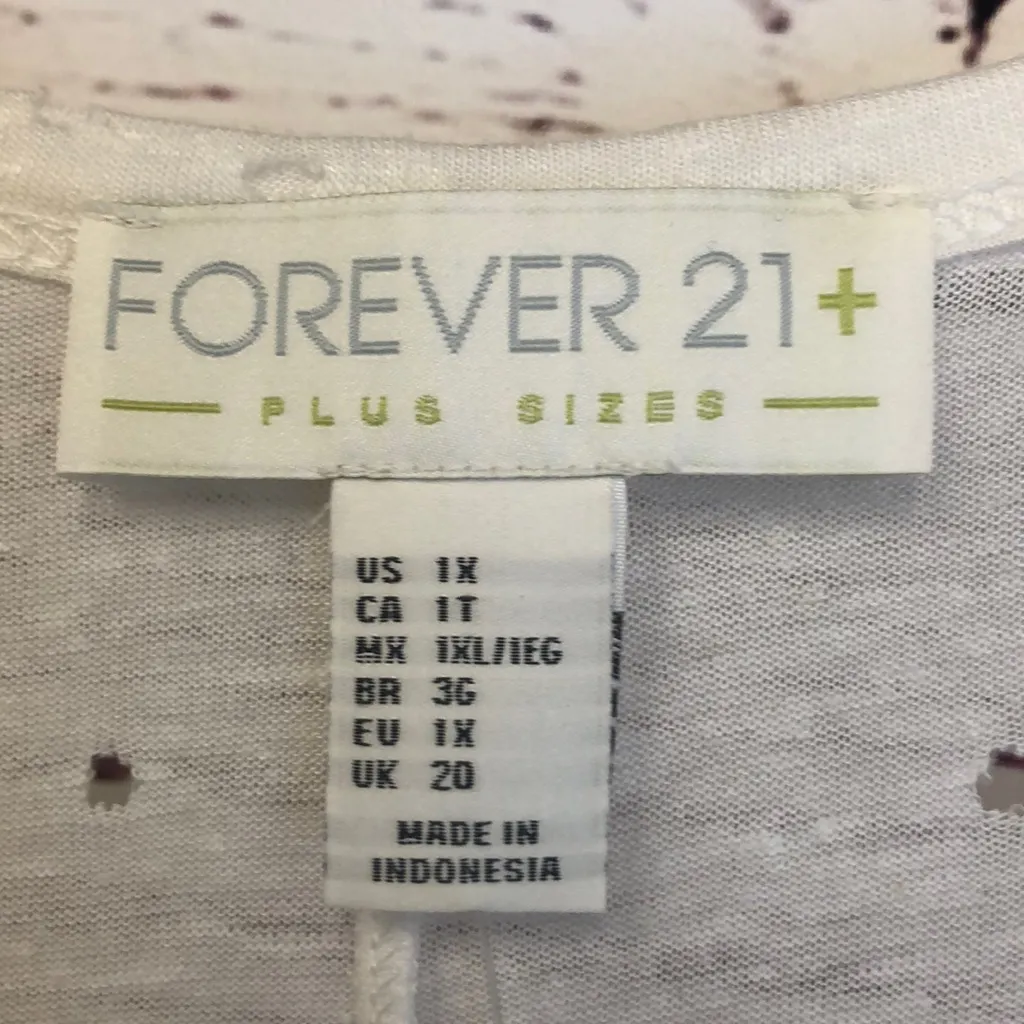 FOREVER 21+
PLUS SIZES
US 1X
CA 1T
MX 1XL/1EG
BR 3G
EU 1X
UK 20
MADE IN
INDONESIA